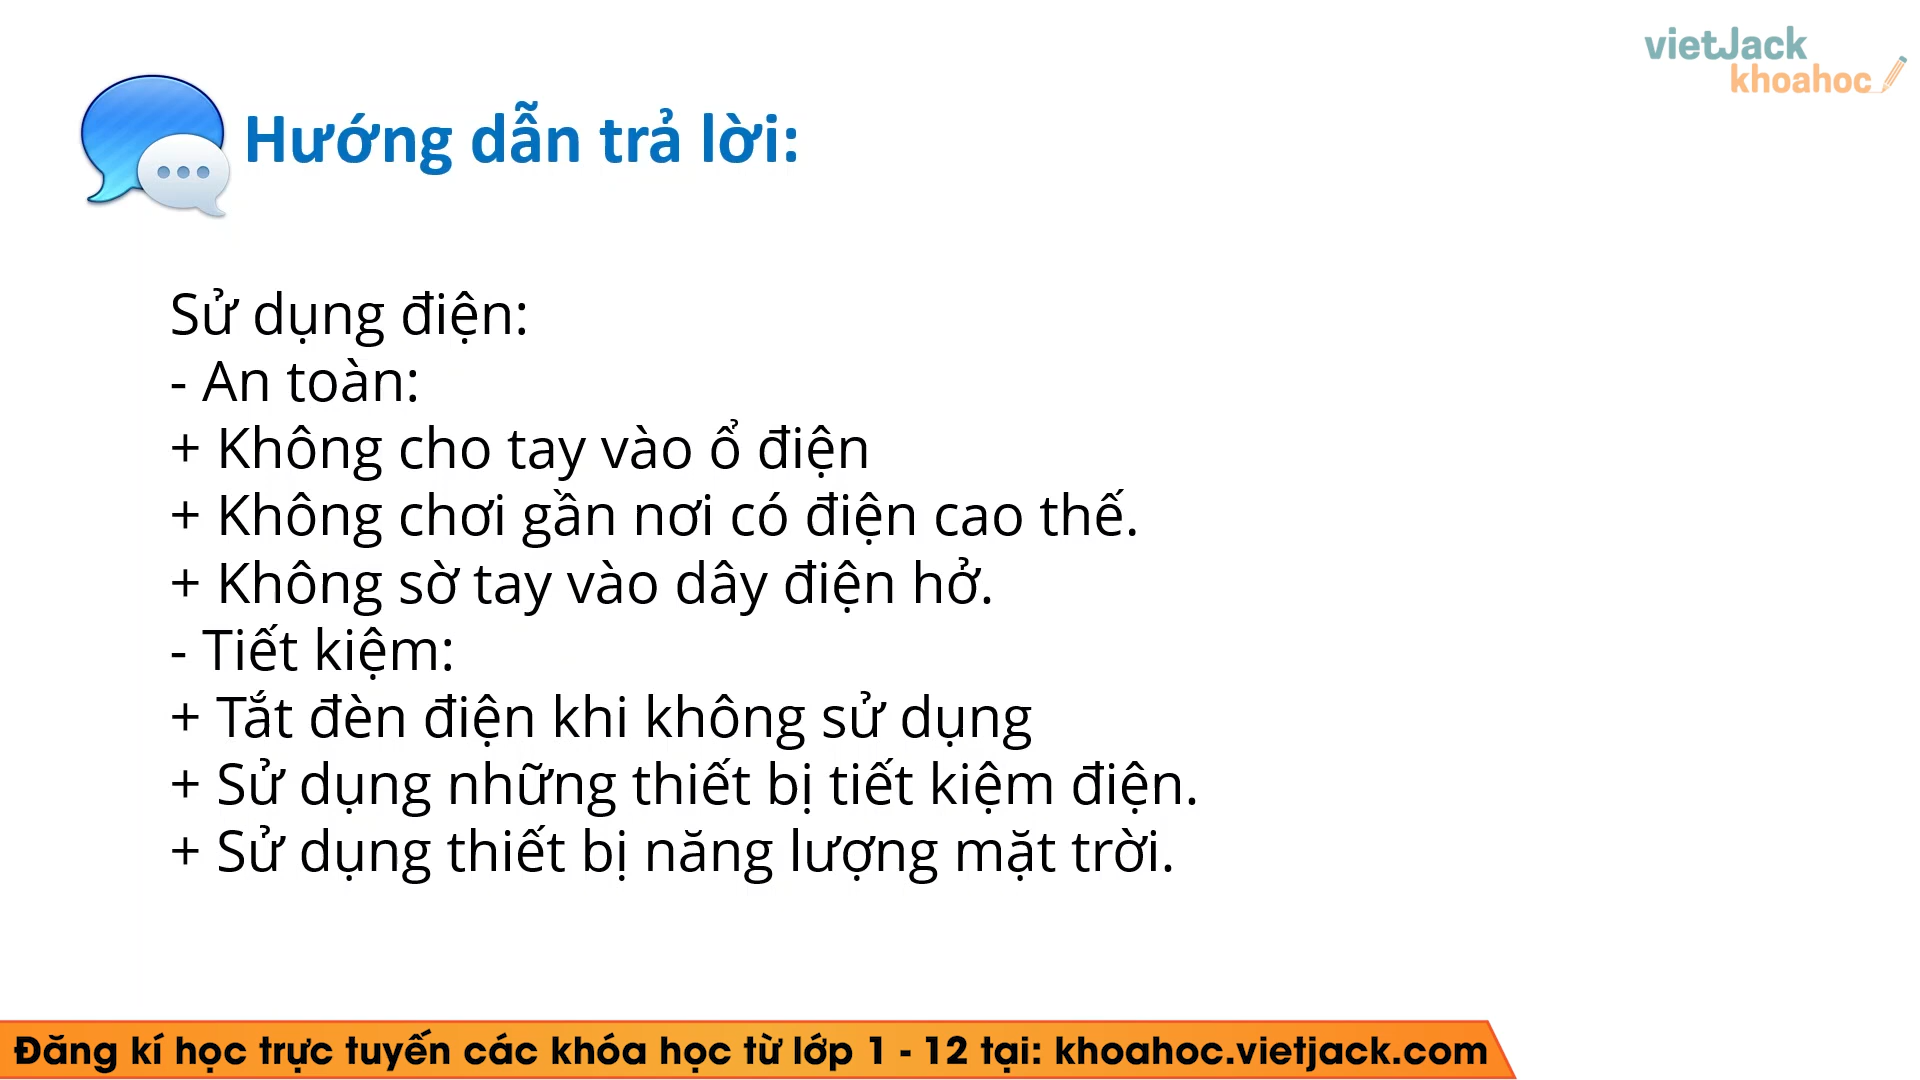 vietJack
khoahoc
Hướng dẫn trả lời:
Sử dụng điện:
- An toàn:
+ Không cho tay vào ổ điện
+ Không chơi gần nơi có điện cao thế.
+ Không sờ tay vào dây điện hở.
- Tiết kiệm:
+ Tắt đèn điện khi không sử dụng
+ Sử dụng những thiết bị tiết kiệm điện.
+ Sử dụng thiết bị năng lượng mặt trời.
Đăng kí học trực tuyến các khóa học từ lớp 1 - 12 tại: khoahoc.vietjack.com